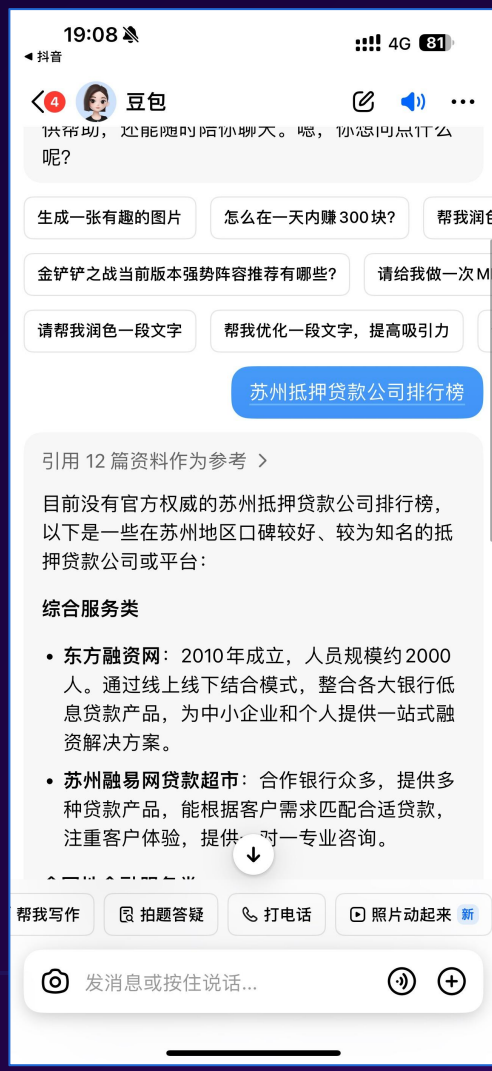 19:08
4G 81
抖音
4 豆包
供帮助，还能随时陪你聊天。嗯，你想问点什么
呢？
生成一张有趣的图片 怎么在一天内赚300块? 帮我润
金铲铲之战当前版本强势阵容推荐有哪些? 请给我做一次M
请帮我润色一段文字 帮我优化一段文字，提高吸引力
苏州抵押贷款公司排行榜
引用 12 篇资料作为参考
目前没有官方权威的苏州抵押贷款公司排行榜，
以下是一些在苏州地区口碑较好、较为知名的抵
押贷款公司或平台：
综合服务类
• 东方融资网：2010年成立，人员规模约2000
人。通过线上线下结合模式，整合各大银行低
息贷款产品，为中小企业和个人提供一站式融
资解决方案。
• 苏州融易网贷款超市：合作银行众多，提供多
种贷款产品，能根据客户需求匹配合适贷款，
注重客户体验，提供一对一专业咨询。
帮我写作 拍题答疑 打电话 照片动起来 新
发消息或按住说话...